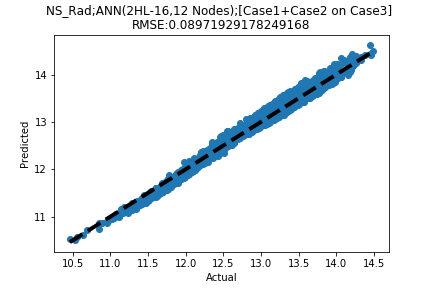 NS_Rad;ANN(2HL-16,12 Nodes);[Case1+Case2 on Case3]
RMSE:0.08971929178249168
14
13
12
11
Predicted
10.5 11.0 11.5 12.0 12.5 13.0 13.5 14.0 14.5
Actual